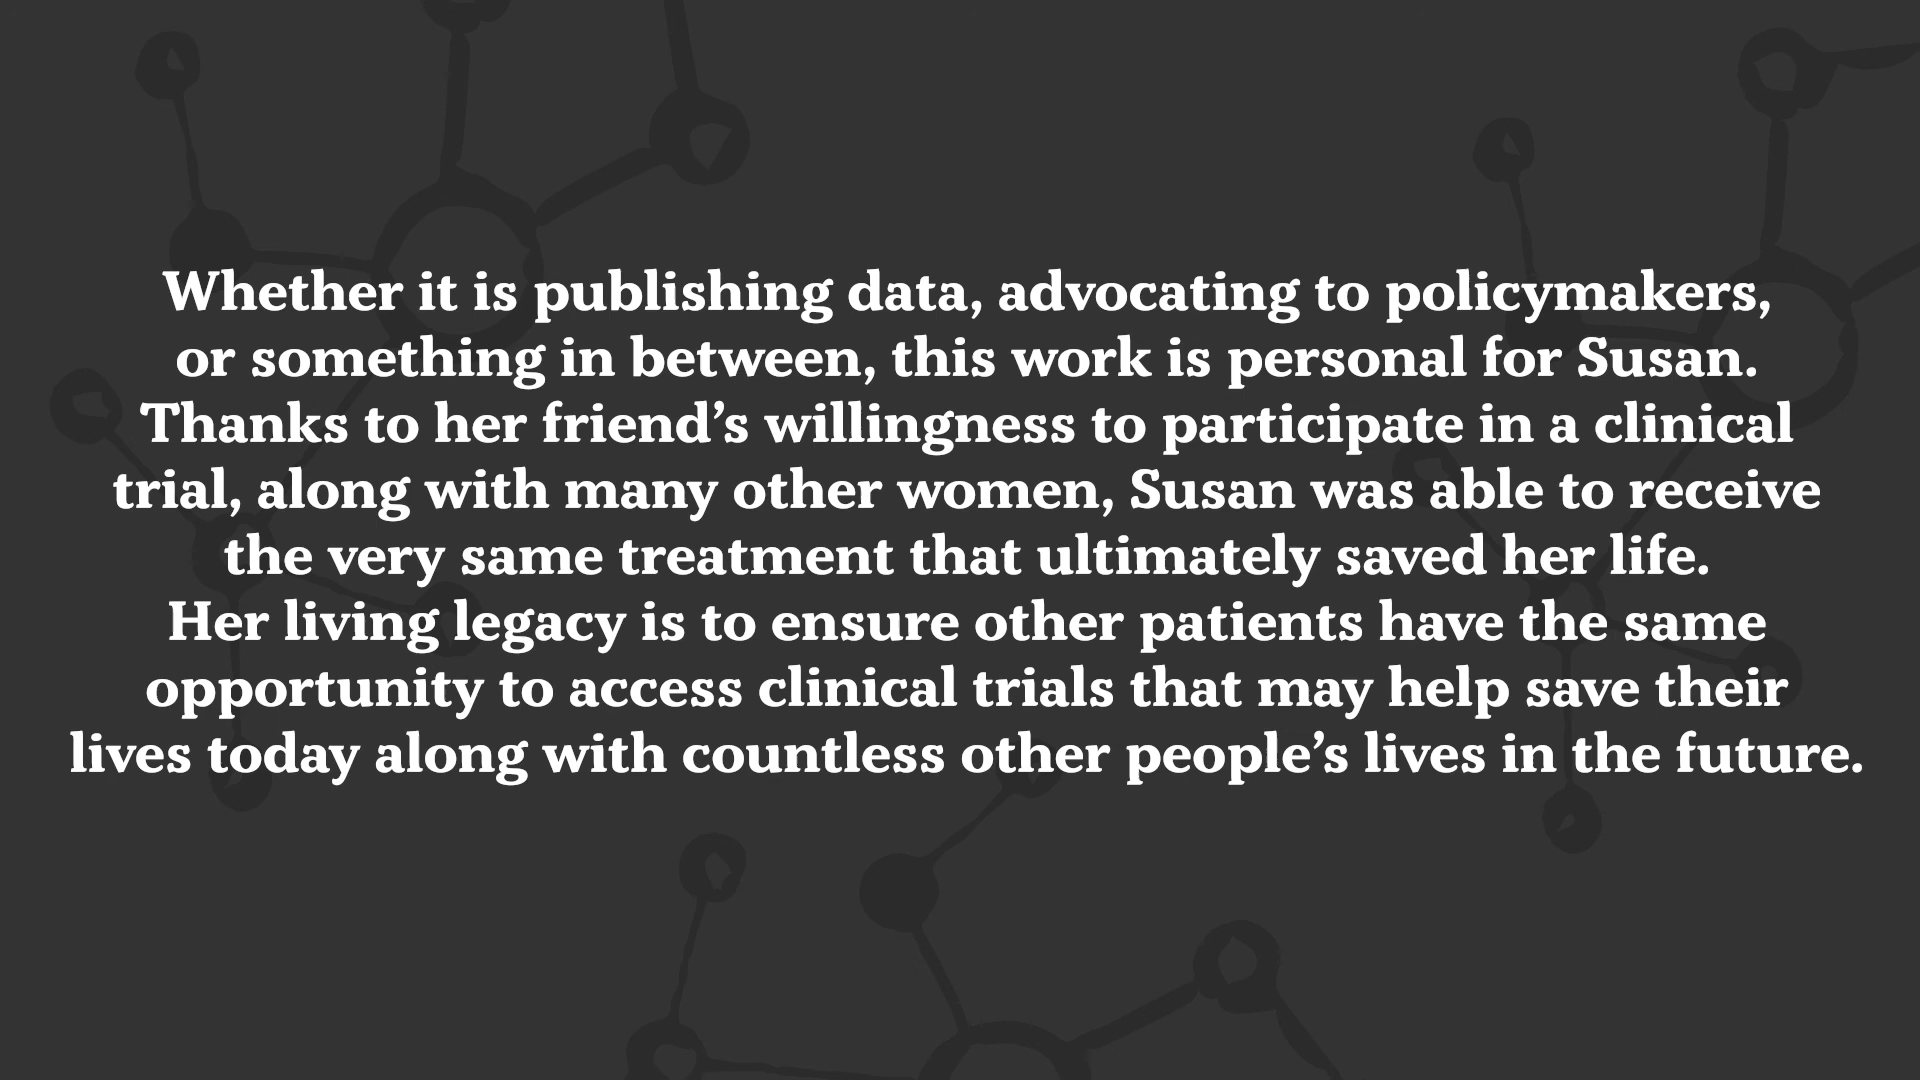 Whether it is publishing data, advocating to policymakers,
or something in between, this work is personal for Susan.
Thanks to her friend’s willingness to participate in a clinical
trial, along with many other women, Susan was able to receive
the very same treatment that ultimately saved her life.
Her living legacy is to ensure other patients have the same
opportunity to access clinical trials that may help save their
lives today along with countless other people’s lives in the future.